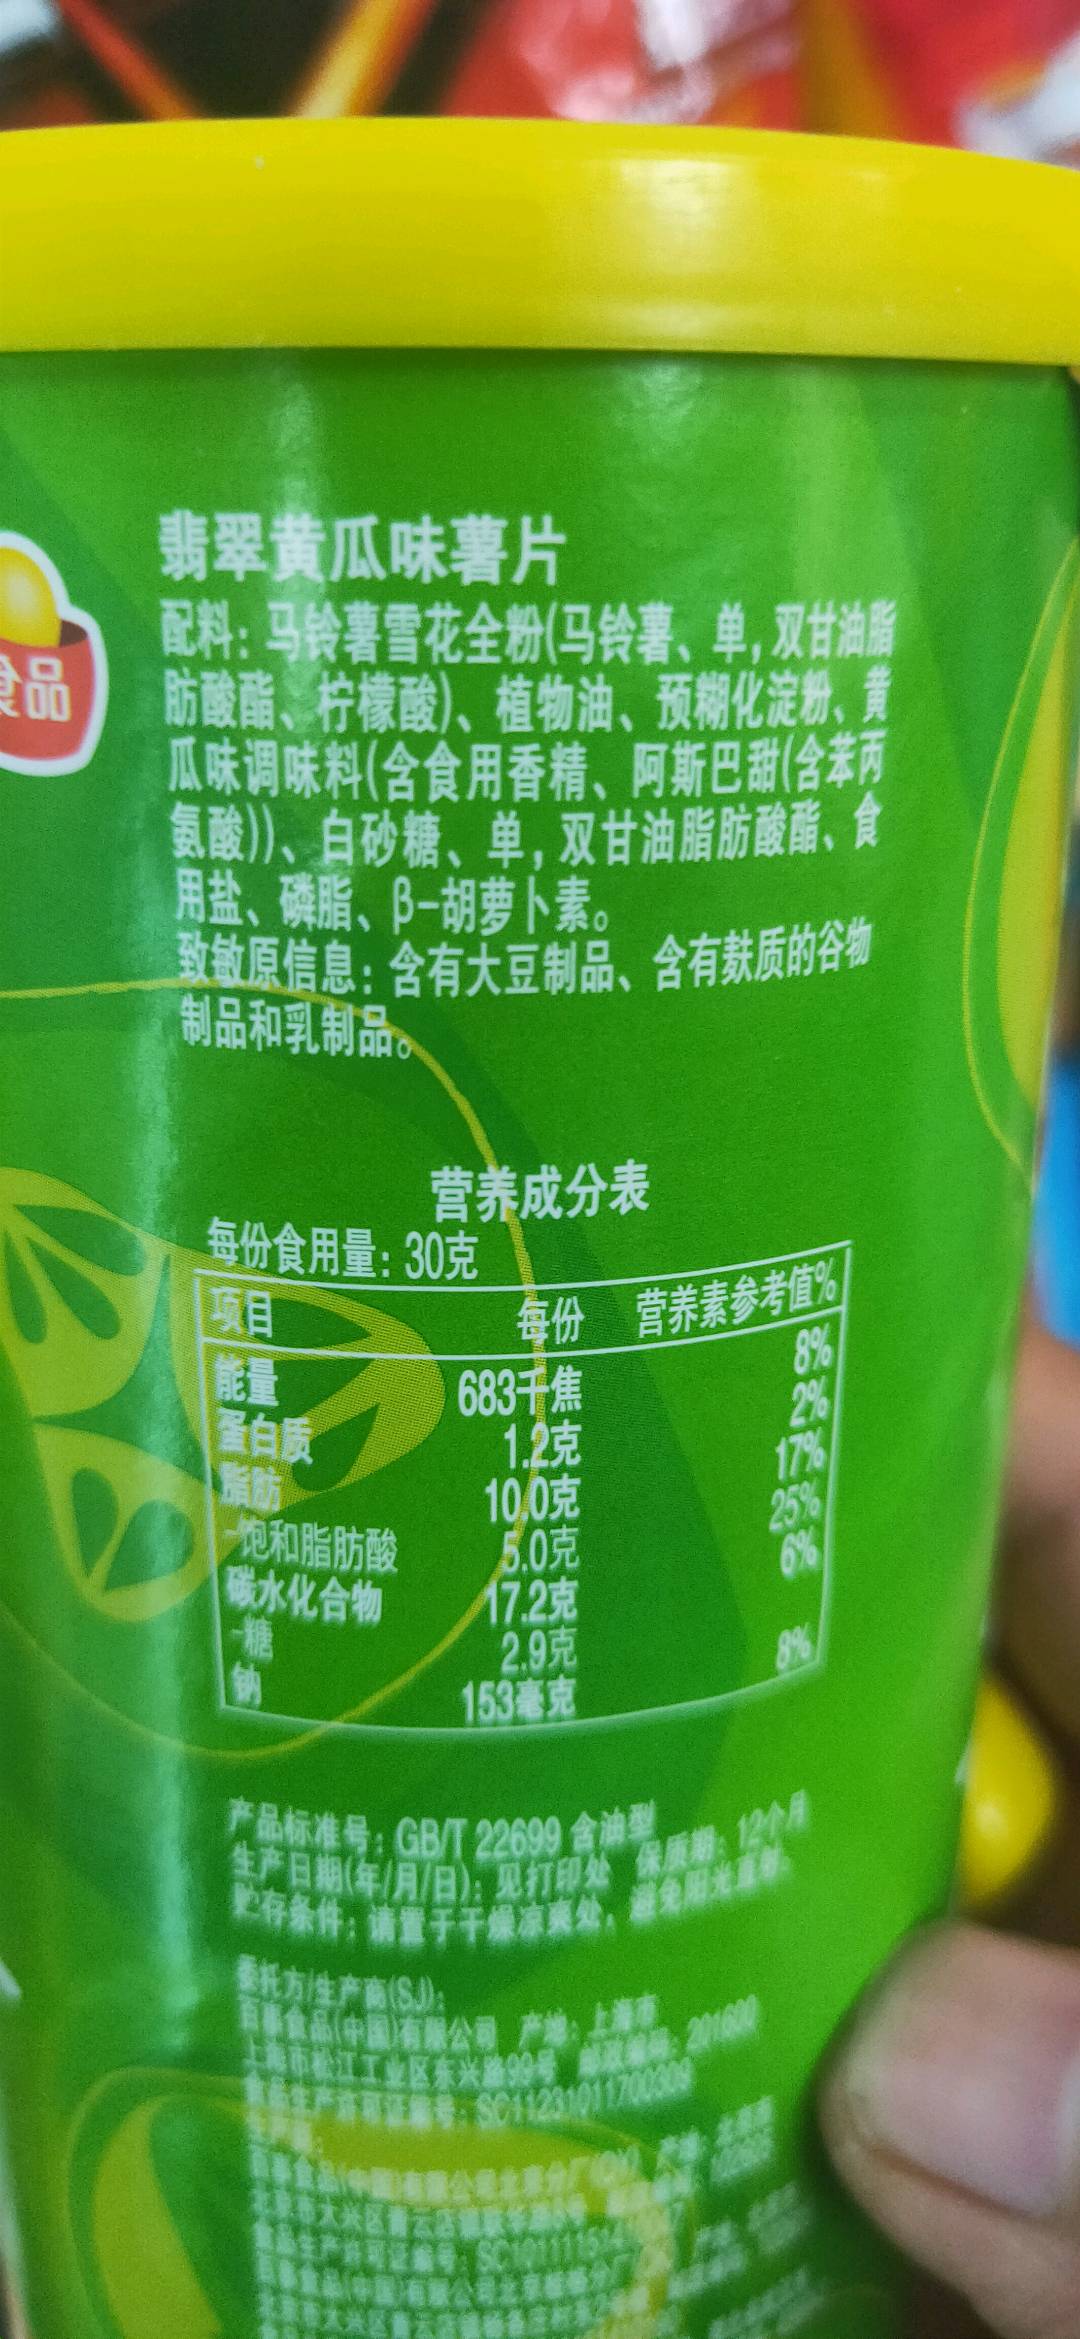 食品
翡翠黄瓜味薯片
配料: 马铃薯雪花全粉(马铃薯、单,双甘油脂
肪酸酯、柠檬酸)、植物油、预糊化淀粉、黄
瓜味调味料(含食用香精、阿斯巴甜(含苯丙
氨酸))、白砂糖、单,双甘油脂肪酸酯、食
用盐、磷脂、β-胡萝卜素。
致敏原信息: 含有大豆制品、含有麸质的谷物
制品和乳制品。
营养成分表
每份食用量: 30克
项目 每份 营养素参考值%
能量 683千焦 8%
蛋白质 1.2克 2%
脂肪 10.0克 17%
-饱和脂肪酸 5.0克 25%
碳水化合物 17.2克 6%
-糖 2.9克
钠 153毫克 8%
产品标准号: GB/T 22699 含油型
生产日期(年/月/日): 见打印处 保质期: 12个月
贮存条件: 请置于干燥凉爽处, 避免阳光直射.
委托方/生产商(SJ):
百事食品(中国)有限公司 产地: 上海市
上海市松江工业区东兴路99号 201600